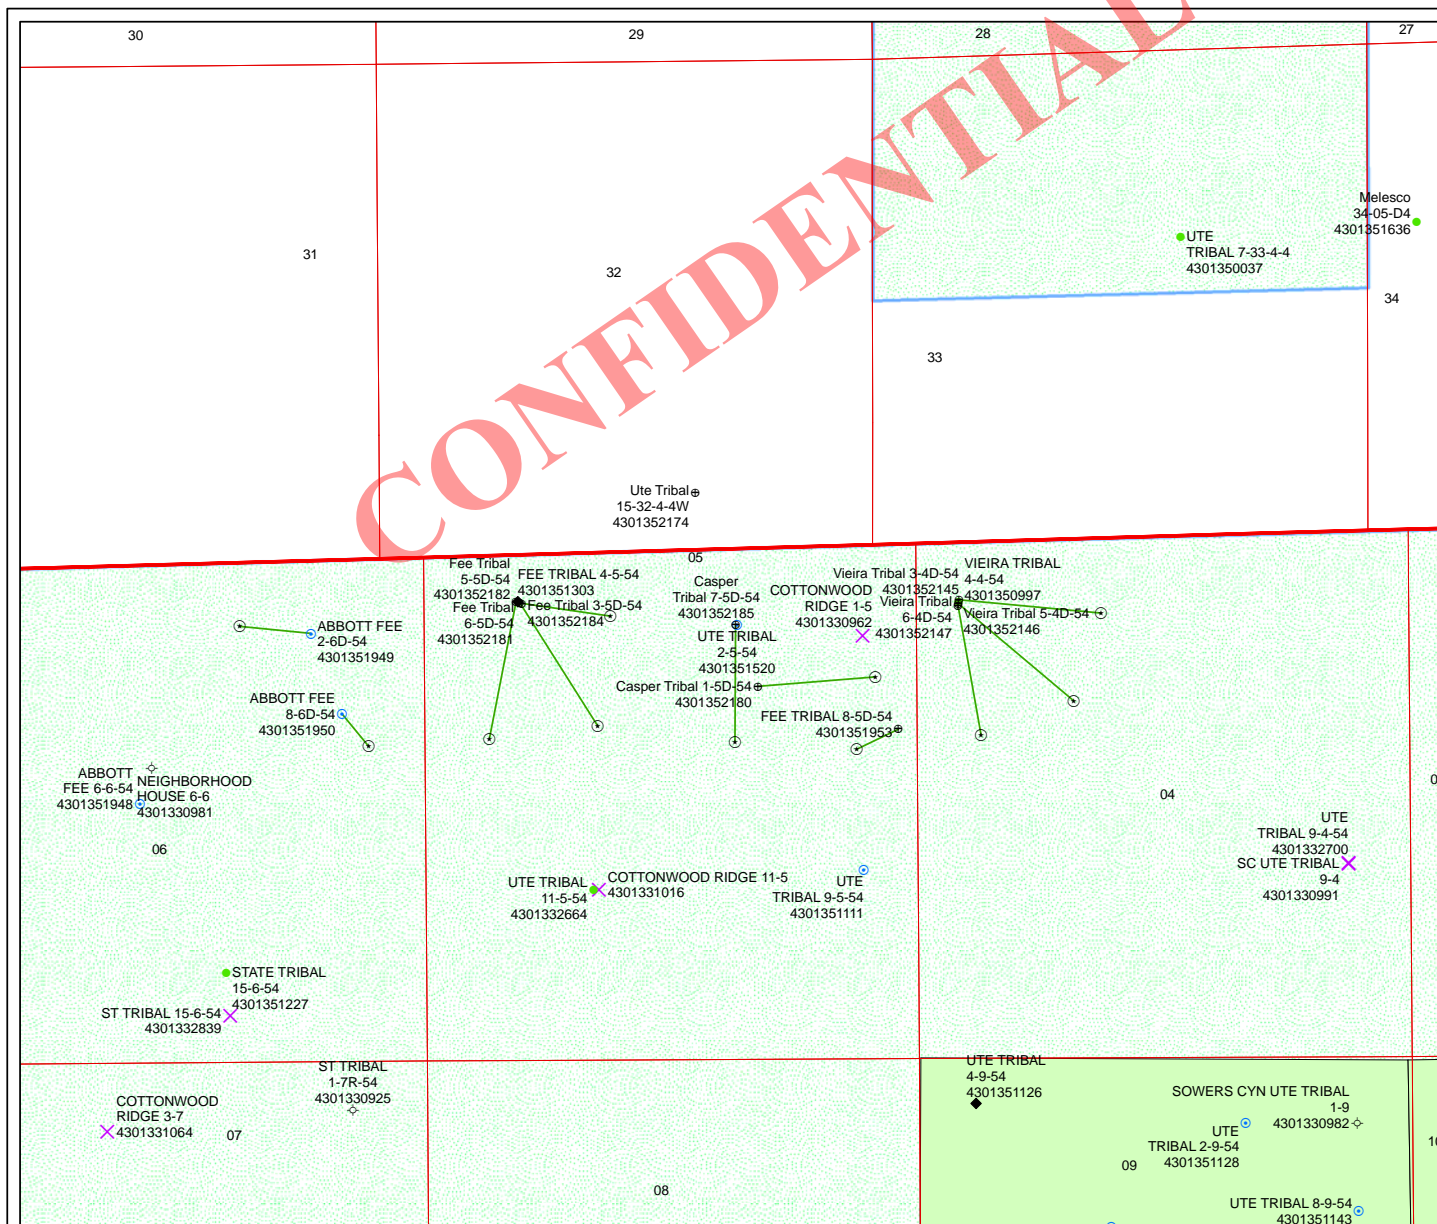 30
29
28
27
CONFIDENTIAL
Melesco
34-05-D4
4301351636
UTE
TRIBAL 7-33-4-4
4301350037
31
32
34
33
Ute Tribal
15-32-4-4W
4301352174
05
Fee Tribal
5-5D-54
4301352182
FEE TRIBAL 4-5-54
4301351303
Fee Tribal
6-5D-54
4301352181
Fee Tribal 3-5D-54
4301352184
Casper
Tribal 7-5D-54
4301352185
UTE TRIBAL
2-5-54
4301351520
COTTONWOOD
RIDGE 1-5
4301330962
Vieira Tribal 3-4D-54
4301352145
VIEIRA TRIBAL
4-4-54
4301350997
Vieira Tribal
6-4D-54
4301352147
Vieira Tribal 5-4D-54
4301352146
ABBOTT FEE
2-6D-54
4301351949
Casper Tribal 1-5D-54
4301352180
ABBOTT FEE
8-6D-54
4301351950
FEE TRIBAL 8-5D-54
4301351953
ABBOTT
FEE 6-6-54
4301351948
NEIGHBORHOOD
HOUSE 6-6
4301330981
04
0
06
UTE
TRIBAL 9-4-54
4301332700
SC UTE TRIBAL
9-4
4301330991
UTE TRIBAL
11-5-54
4301332664
COTTONWOOD RIDGE 11-5
4301331016
UTE
TRIBAL 9-5-54
4301351111
STATE TRIBAL
15-6-54
4301351227
ST TRIBAL 15-6-54
4301332839
ST TRIBAL
1-7R-54
4301330925
UTE TRIBAL
4-9-54
4301351126
COTTONWOOD
RIDGE 3-7
4301331064
07
SOWERS CYN UTE TRIBAL
1-9
4301330982
UTE
TRIBAL 2-9-54
4301351128
10
09
08
UTE TRIBAL 8-9-54
4301351143